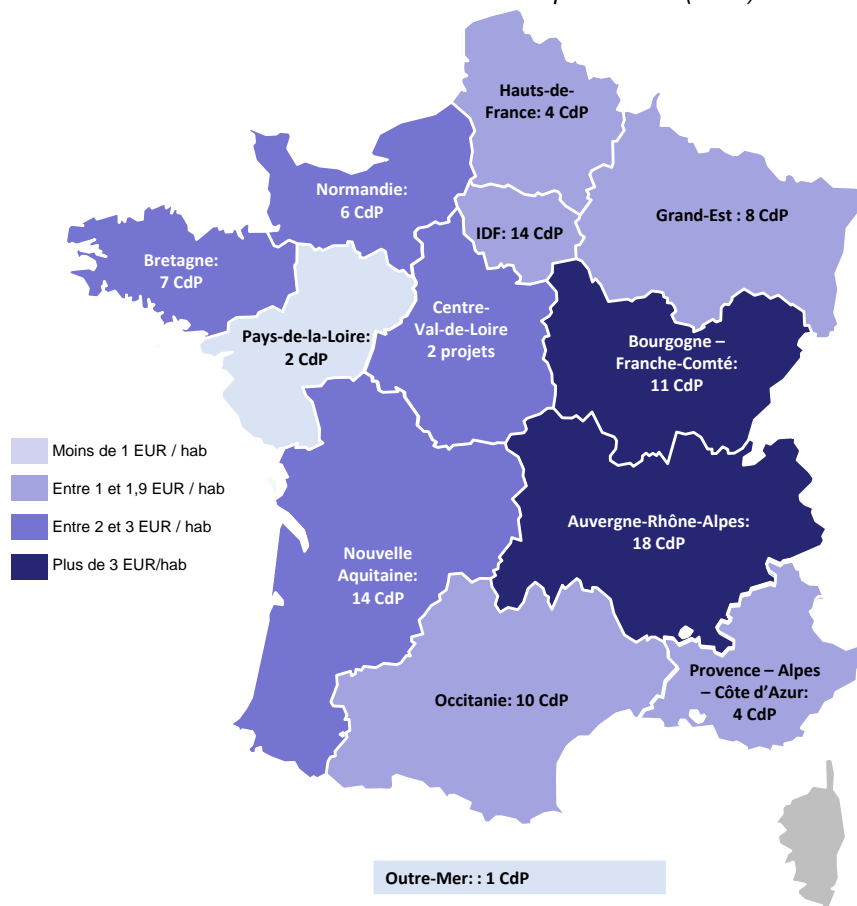 Hauts-de-
France: 4 CdP
Normandie:
6 CdP
IDF: 14 CdP
Grand-Est : 8 CdP
Bretagne:
7 CdP
Centre-
Val-de-Loire
2 projets
Pays-de-la-Loire:
2 CdP
Bourgogne –
Franche-Comté:
11 CdP
Moins de 1 EUR / hab
Entre 1 et 1,9 EUR / hab
Entre 2 et 3 EUR / hab
Plus de 3 EUR/hab
Auvergne-Rhône-Alpes:
18 CdP
Nouvelle
Aquitaine:
14 CdP
Provence – Alpes
– Côte d'Azur:
4 CdP
Occitanie: 10 CdP
Outre-Mer: : 1 CdP